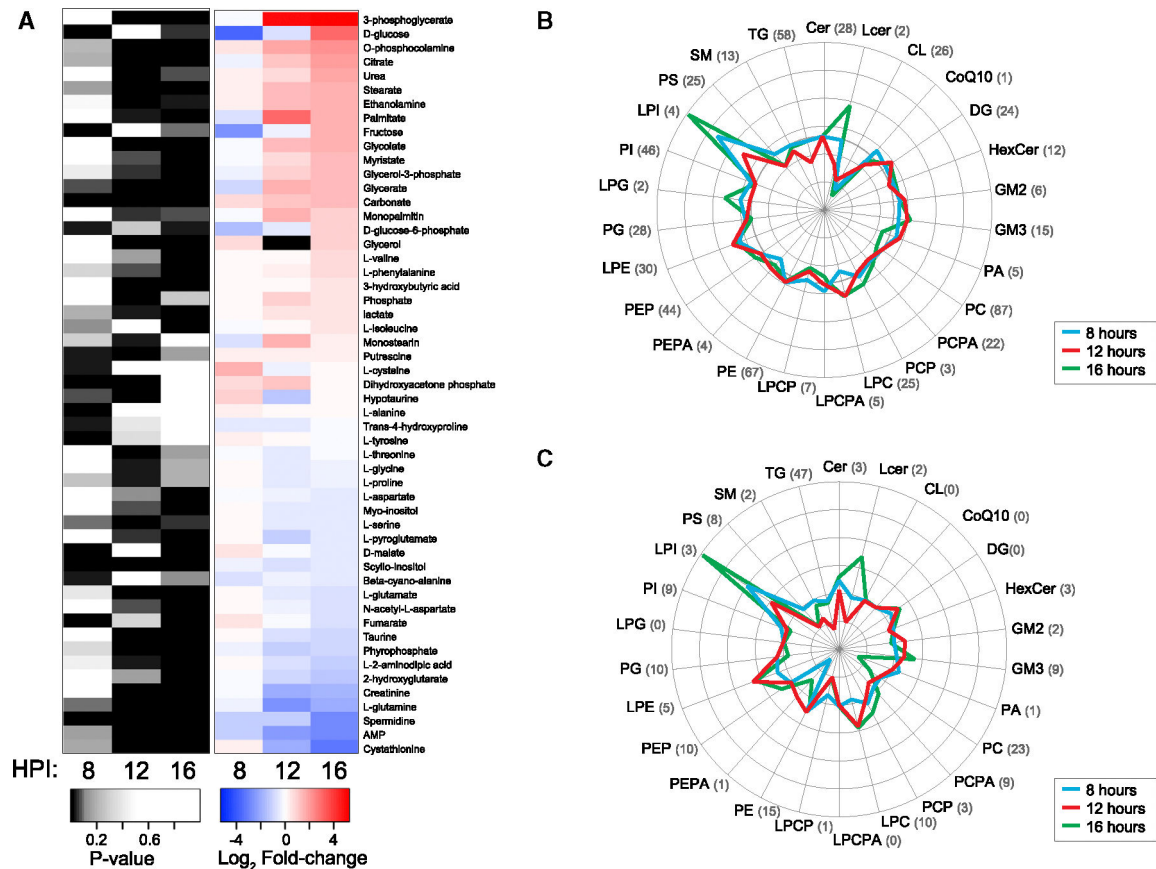 A
3-phosphoglycerate
D-glucose
O-phosphocolamine
Citrate
Urea
Stearate
Ethanolamine
Palmitate
Fructose
Glycolate
Myristate
Glycerol-3-phosphate
Glycerate
Carbonate
Monopalmitin
D-glucose-6-phosphate
Glycerol
L-valine
L-phenylalanine
3-hydroxybutyric acid
Phosphate
lactate
L-isoleucine
Monostearin
Putrescine
L-cysteine
Dihydroxyacetone phosphate
Hypotaurine
L-alanine
Trans-4-hydroxyproline
L-tyrosine
L-threonine
L-glycine
L-proline
L-aspartate
Myo-inositol
L-serine
L-pyroglutamate
D-malate
Scyllo-inositol
Beta-cyano-alanine
L-glutamate
N-acetyl-L-aspartate
Fumarate
Taurine
Phyrophosphate
L-2-aminodipic acid
2-hydroxyglutarate
Creatinine
L-glutamine
Spermidine
AMP
Cystathionine
HPI: 8 12 16 8 12 16
0.2 0.6
P-value
-4 0 4
Log2 Fold-change
B
Cer (28)
Lcer (2)
CL (26)
CoQ10 (1)
DG (24)
HexCer (12)
GM2 (6)
GM3 (15)
PA (5)
PC (87)
PCPA (22)
PCP (3)
LPC (25)
LPCPA (5)
LPCP (7)
PE (67)
PEPA (4)
PEP (44)
LPE (30)
PG (28)
LPG (2)
PI (46)
LPI (4)
PS (25)
SM (13)
TG (58)
8 hours
12 hours
16 hours
C
Cer (3)
Lcer (2)
CL(0)
CoQ10 (0)
DG(0)
HexCer (3)
GM2 (2)
GM3 (9)
PA (1)
PC (23)
PCPA (9)
PCP (3)
LPC (10)
LPCPA (0)
LPCP (1)
PE (15)
PEPA (1)
PEP (10)
LPE (5)
PG (10)
LPG (0)
PI (9)
LPI (3)
PS (8)
SM (2)
TG (47)
8 hours
12 hours
16 hours